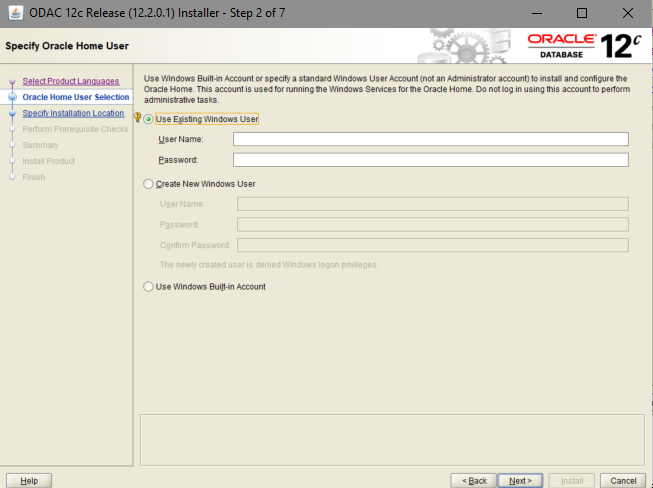 ODAC 12c Release (12.2.0.1) Installer - Step 2 of 7
Specify Oracle Home User
ORACLE
DATABASE
12c
Select Product Languages
Oracle Home User Selection
Specify Installation Location
Perform Prerequisite Checks
Summary
Install Product
Finish
Use Windows Built-in Account or specify a standard Windows User Account (not an Administrator account) to install and configure the
Oracle Home. This account is used for running the Windows Services for the Oracle Home. Do not log in using this account to perform
administrative tasks.
Use Existing Windows User
User Name:
Password:
Create New Windows User
User Name:
Password:
Confirm Password:
The newly created user is denied Windows logon privileges.
Use Windows Built-in Account
Help
< Back
Next >
Install
Cancel